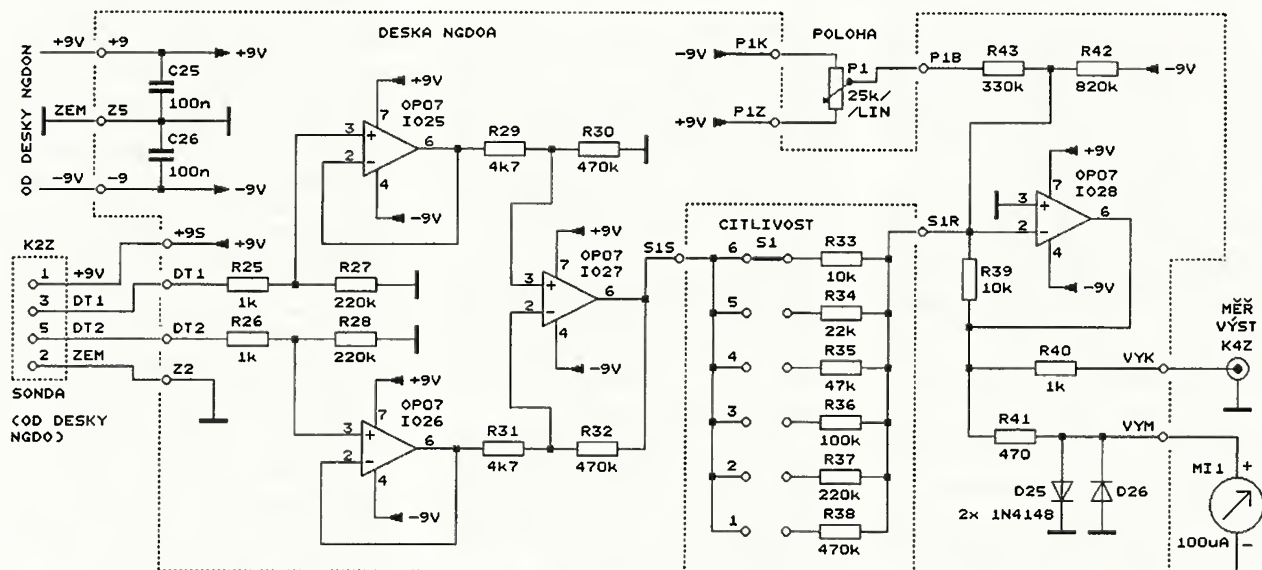 DESKA NGDOA
OD DESKY NGDON
+9V
+9
+9V
C25
100n
ZEM
Z5
C26
100n
-9V
-9
-9V
K2Z
1
+9V
3
DT1
5
DT2
2
ZEM
SONDA
(OD DESKY
NGDO)
+9S
+9V
DT1
R25
1k
R27
220k
DT2
R26
1k
R28
220k
Z2
+9V
OP07
IO25
7
3
+
2
-
6
4
-9V
R29
4k7
R30
470k
+9V
OP07
IO27
7
3
+
2
-
6
4
-9V
+9V
OP07
IO26
7
3
+
2
-
6
4
-9V
R31
4k7
R32
470k
S1S
CITLIVOST
S1
6
R33
10k
5
R34
22k
4
R35
47k
3
R36
100k
2
R37
220k
1
R38
470k
S1R
-9V
P1K
POLOHA
P1
25k/
/LIN
+9V
P1Z
P1B
R43
330k
R42
820k
-9V
+9V
OP07
IO28
7
3
+
2
-
6
4
-9V
R39
10k
R40
1k
VYK
MĚŘ
VÝST
K4Z
R41
470
VYM
D25
D26
2x 1N4148
MI1
+
100uA
-